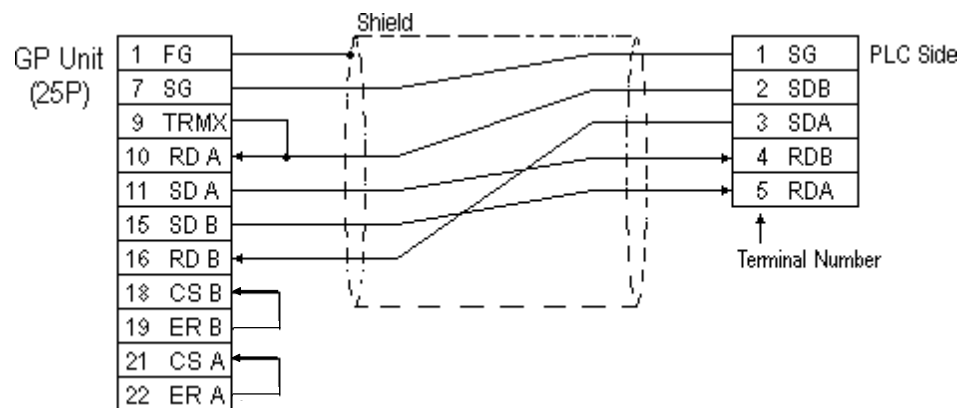 Shield
GP Unit
(25P)
1 FG
7 SG
9 TRMX
10 RD A
11 SD A
15 SD B
16 RD B
18 CS B
19 ER B
21 CS A
22 ER A
1 SG
2 SDB
3 SDA
4 RDB
5 RDA
PLC Side
Terminal Number